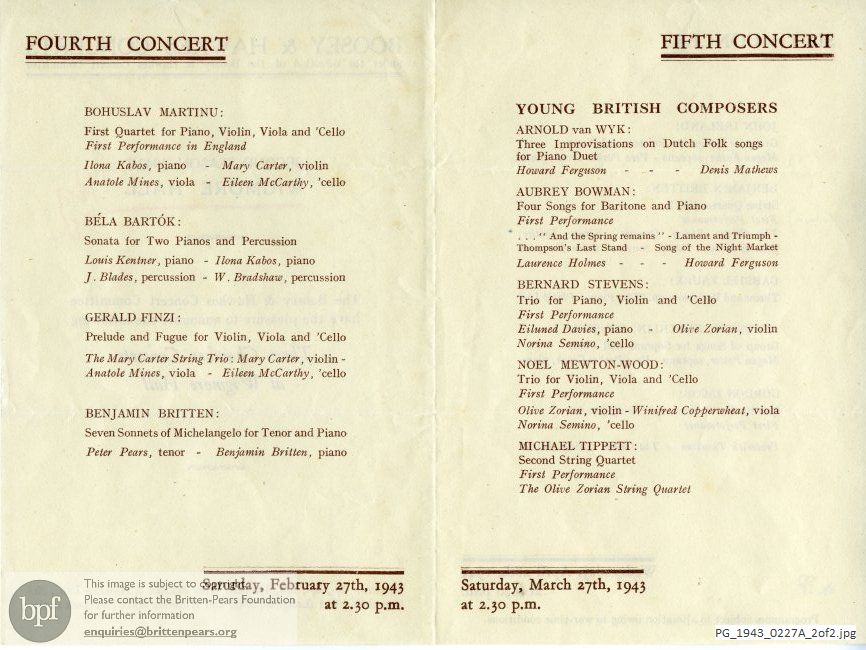 FOURTH CONCERT
BOHUSLAV MARTINU:
First Quartet for Piano, Violin, Viola and 'Cello
First Performance in England
Ilona Kabos, piano - Mary Carter, violin
Anatole Mines, viola - Eileen McCarthy, 'cello
BÉLA BARTÓK:
Sonata for Two Pianos and Percussion
Louis Kentner, piano - Ilona Kabos, piano
J. Blades, percussion - W. Bradshaw, percussion
GERALD FINZI:
Prelude and Fugue for Violin, Viola and 'Cello
The Mary Carter String Trio: Mary Carter, violin -
Anatole Mines, viola - Eileen McCarthy, 'cello
BENJAMIN BRITTEN:
Seven Sonnets of Michelangelo for Tenor and Piano
Peter Pears, tenor - Benjamin Britten, piano
Saturday, February 27th, 1943
at 2.30 p.m.
FIFTH CONCERT
YOUNG BRITISH COMPOSERS
ARNOLD van WYK:
Three Improvisations on Dutch Folk songs
for Piano Duet
Howard Ferguson - - - Denis Mathews
AUBREY BOWMAN:
Four Songs for Baritone and Piano
First Performance
. . . " And the Spring remains " - Lament and Triumph -
Thompson's Last Stand - Song of the Night Market
Laurence Holmes - - - Howard Ferguson
BERNARD STEVENS:
Trio for Piano, Violin and 'Cello
First Performance
Eiluned Davies, piano - Olive Zorian, violin
Norina Semino, 'cello
NOEL MEWTON-WOOD:
Trio for Violin, Viola and 'Cello
First Performance
Olive Zorian, violin - Winifred Copperwheat, viola
Norina Semino, 'cello
MICHAEL TIPPETT:
Second String Quartet
First Performance
The Olive Zorian String Quartet
Saturday, March 27th, 1943
at 2.30 p.m.
bpf
This image is subject to copyright.
Please contact the Britten-Pears Foundation
for further information
enquiries@brittenpears.org
PG_1943_0227A_2of2.jpg